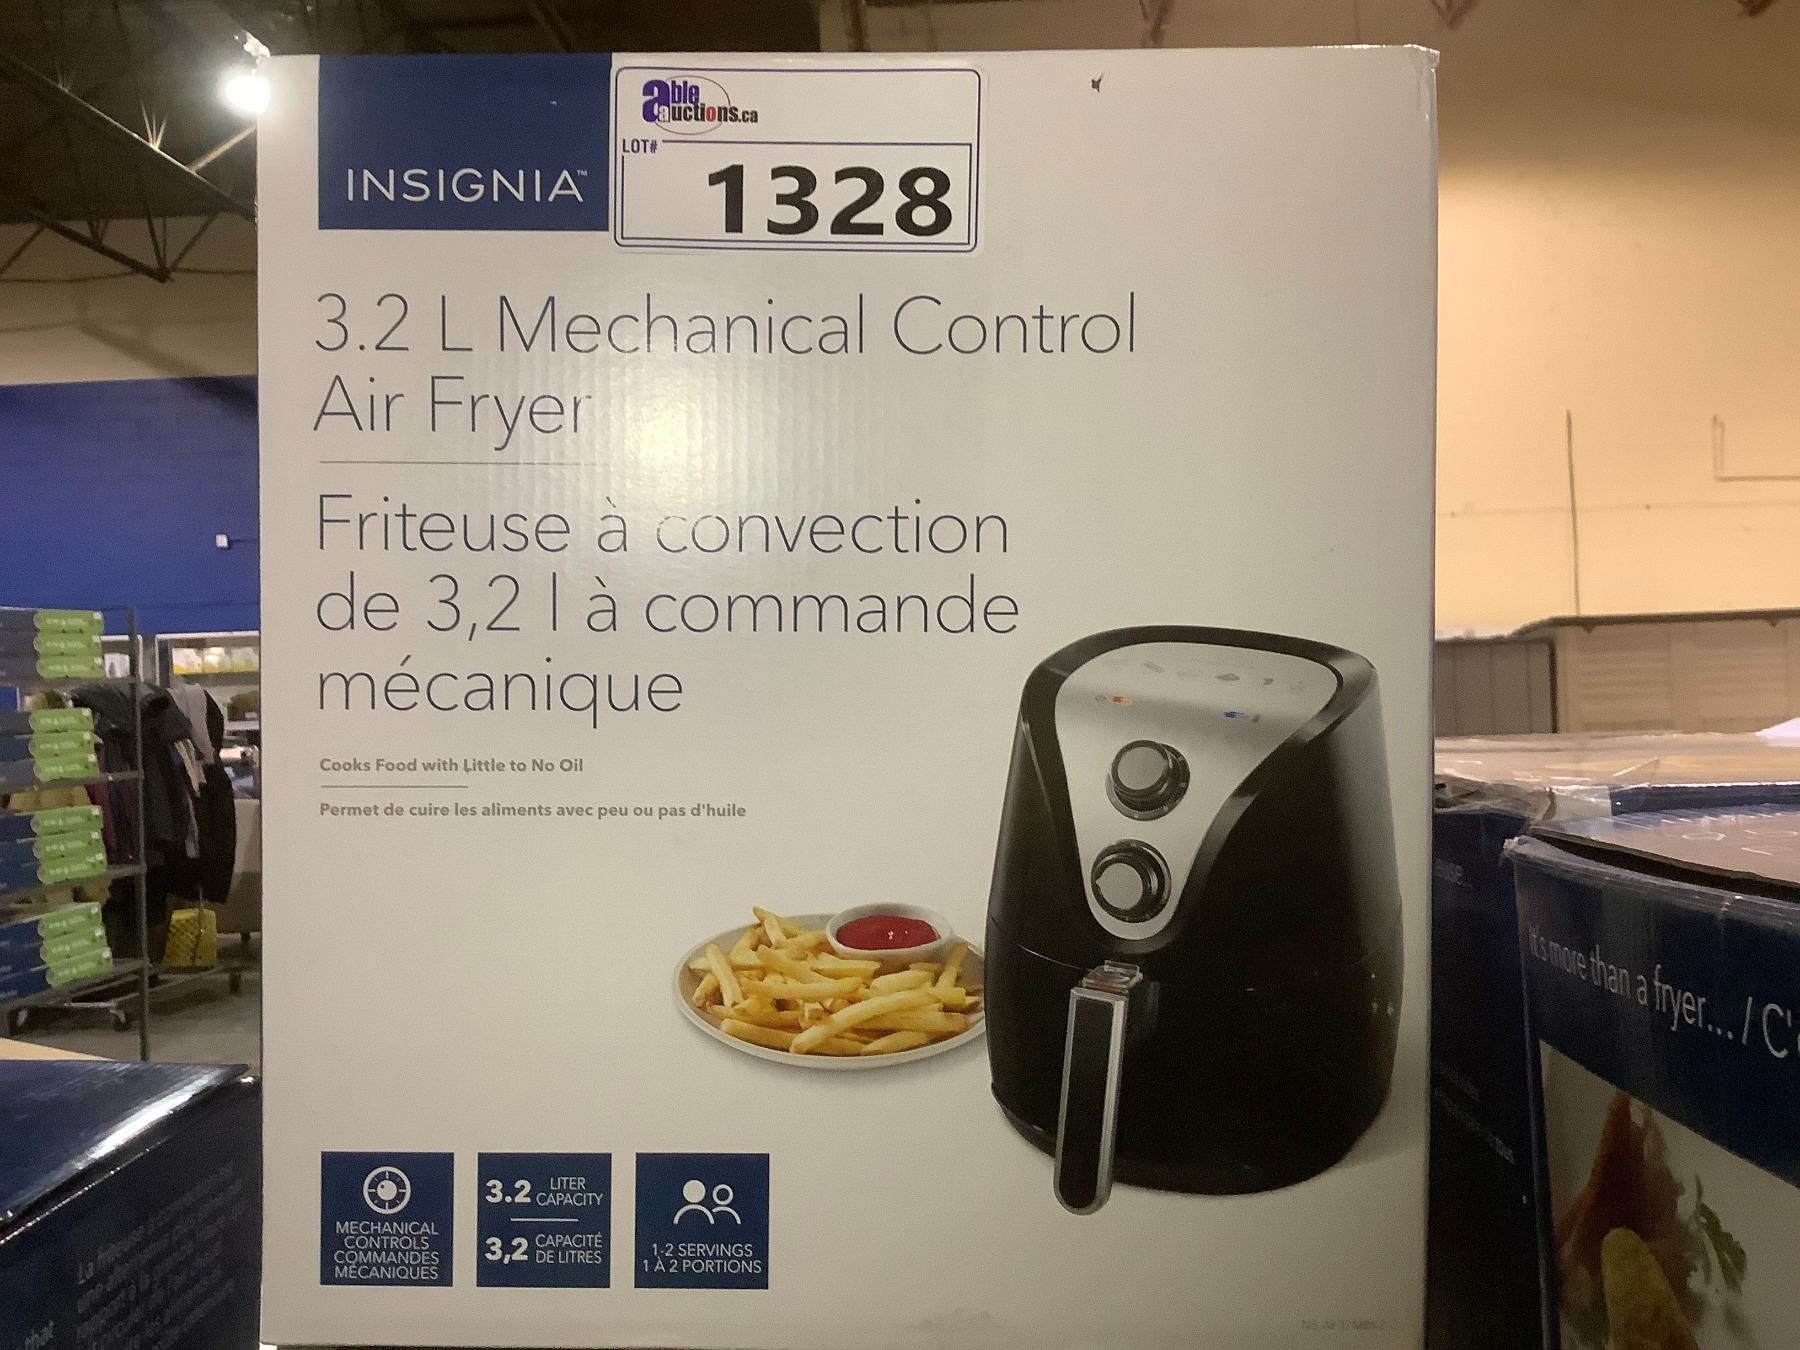 INSIGNIA™
able auctions.ca
LOT#
1328
3.2 L Mechanical Control
Air Fryer
Friteuse à convection
de 3,2 l à commande
mécanique
Cooks Food with Little to No Oil
Permet de cuire les aliments avec peu ou pas d'huile
MECHANICAL
CONTROLS
COMMANDES
MÉCANIQUES
3.2 LITER
CAPACITY
3,2 CAPACITÉ
DE LITRES
1-2 SERVINGS
1 À 2 PORTIONS
It's more than a fryer... / C'
that